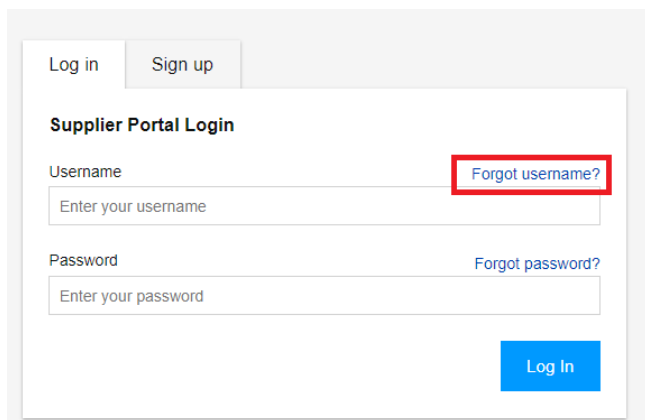 Log in Sign up
Supplier Portal Login
Username Forgot username?
Enter your username
Password Forgot password?
Enter your password
Log In